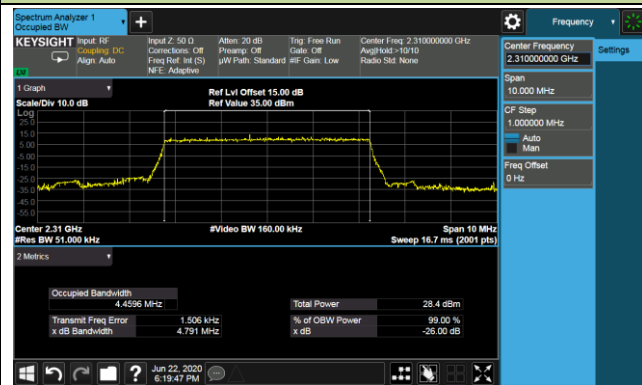 Spectrum Analyzer 1
Occupied BW
Frequency
KEYSIGHT
Input: RF
Coupling: DC
Align: Auto
Input Z: 50 Ω
Corrections: Off
Freq Ref: Int (S)
NFE: Adaptive
Atten: 20 dB
Preamp: Off
µW Path: Standard
Trig: Free Run
Gate: Off
#IF Gain: Low
Center Freq: 2.310000000 GHz
Avg|Hold:>10/10
Radio Std: None
Center Frequency
2.310000000 GHz
Settings
Span
10.000 MHz
CF Step
1.000000 MHz
Auto
Man
Freq Offset
0 Hz
1 Graph
Scale/Div 10.0 dB
Ref Lvl Offset 15.00 dB
Ref Value 35.00 dBm
Log
25.0
15.0
5.00
-5.00
-15.0
-25.0
-35.0
-45.0
-55.0
Center 2.31 GHz
#Res BW 51.000 kHz
#Video BW 160.00 kHz
Span 10 MHz
Sweep 16.7 ms (2001 pts)
2 Metrics
Occupied Bandwidth
4.4596 MHz
Total Power 28.4 dBm
Transmit Freq Error 1.506 kHz
% of OBW Power 99.00 %
x dB Bandwidth 4.791 MHz
x dB -26.00 dB
?
Jun 22, 2020
6:19:47 PM